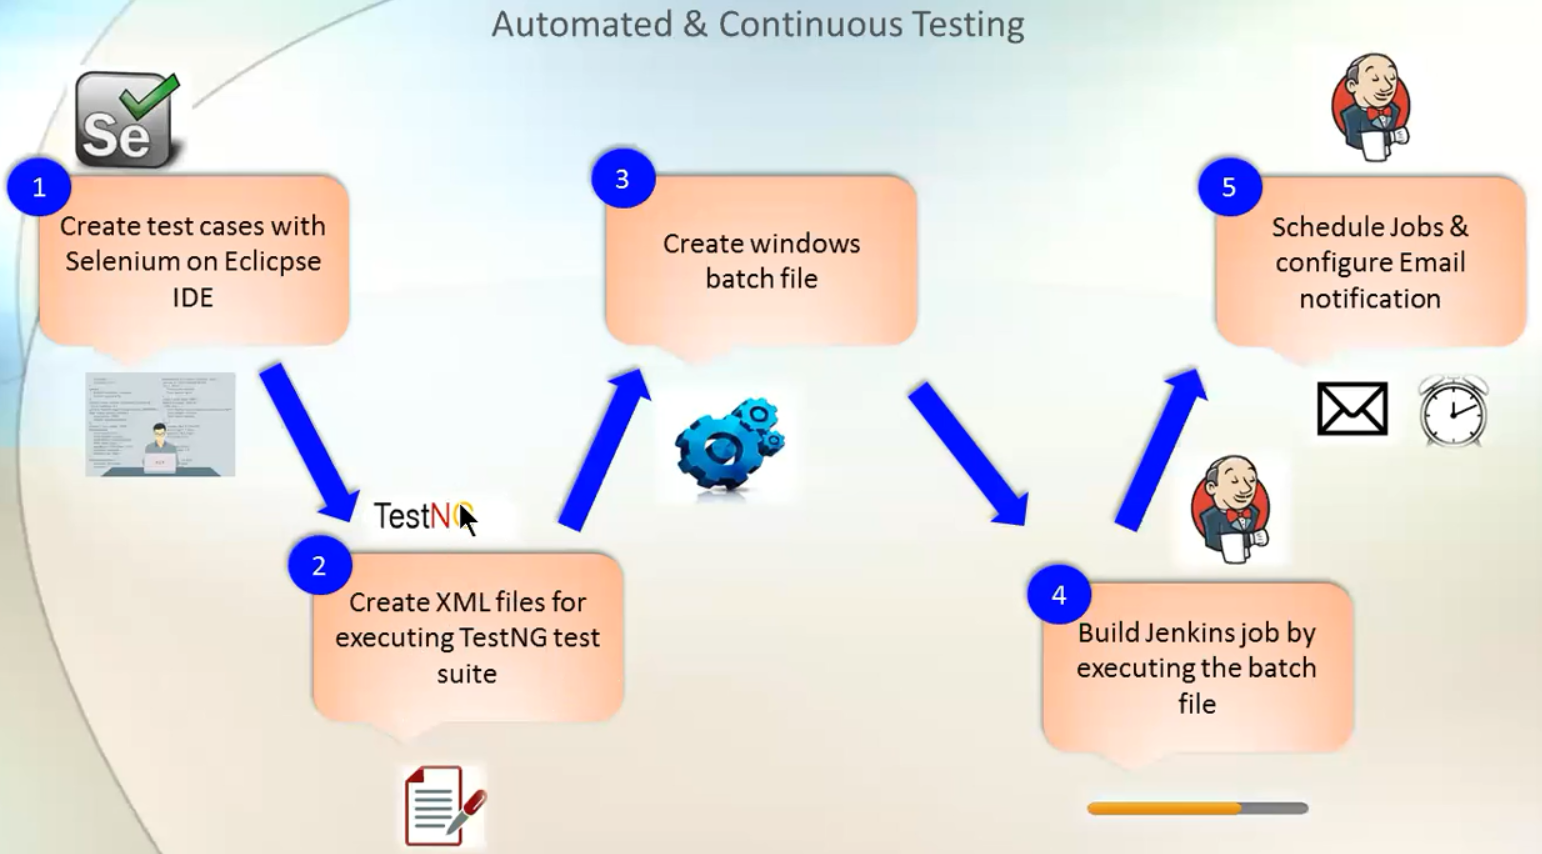 Automated & Continuous Testing
Se
1
Create test cases with
Selenium on Eclicpse
IDE
TestN
2
Create XML files for
executing TestNG test
suite
3
Create windows
batch file
4
Build Jenkins job by
executing the batch
file
5
Schedule Jobs &
configure Email
notification